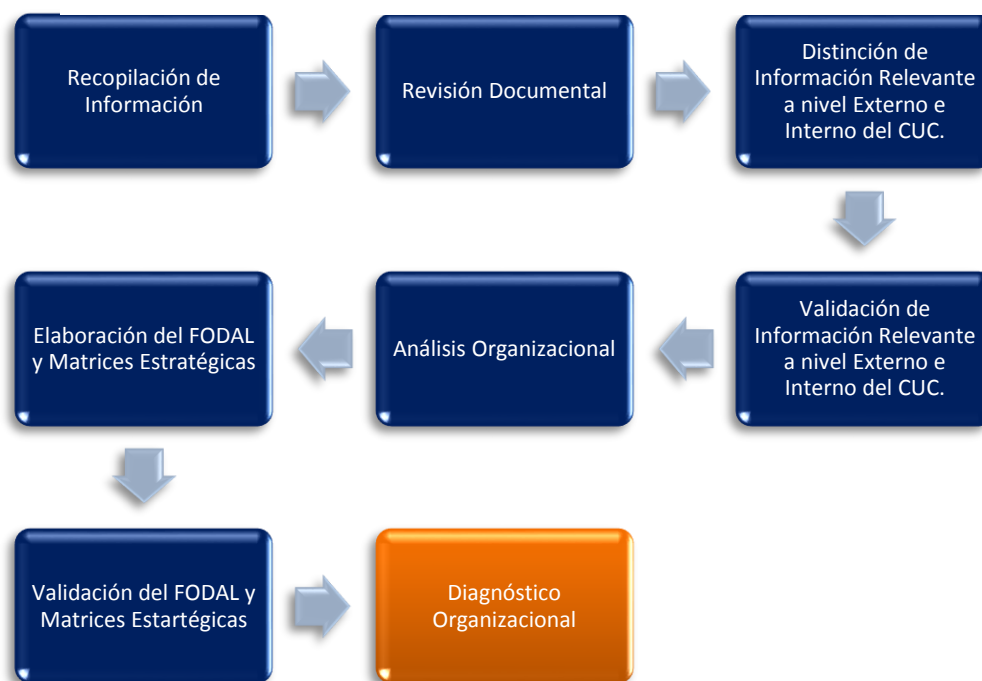 Recopilación de
Información
Revisión Documental
Distinción de
Información Relevante
a nivel Externo e
Interno del CUC.
Validación de
Información Relevante
a nivel Externo e
Interno del CUC.
Análisis Organizacional
Elaboración del FODAL
y Matrices Estratégicas
Validación del FODAL y
Matrices Estartégicas
Diagnóstico
Organizacional